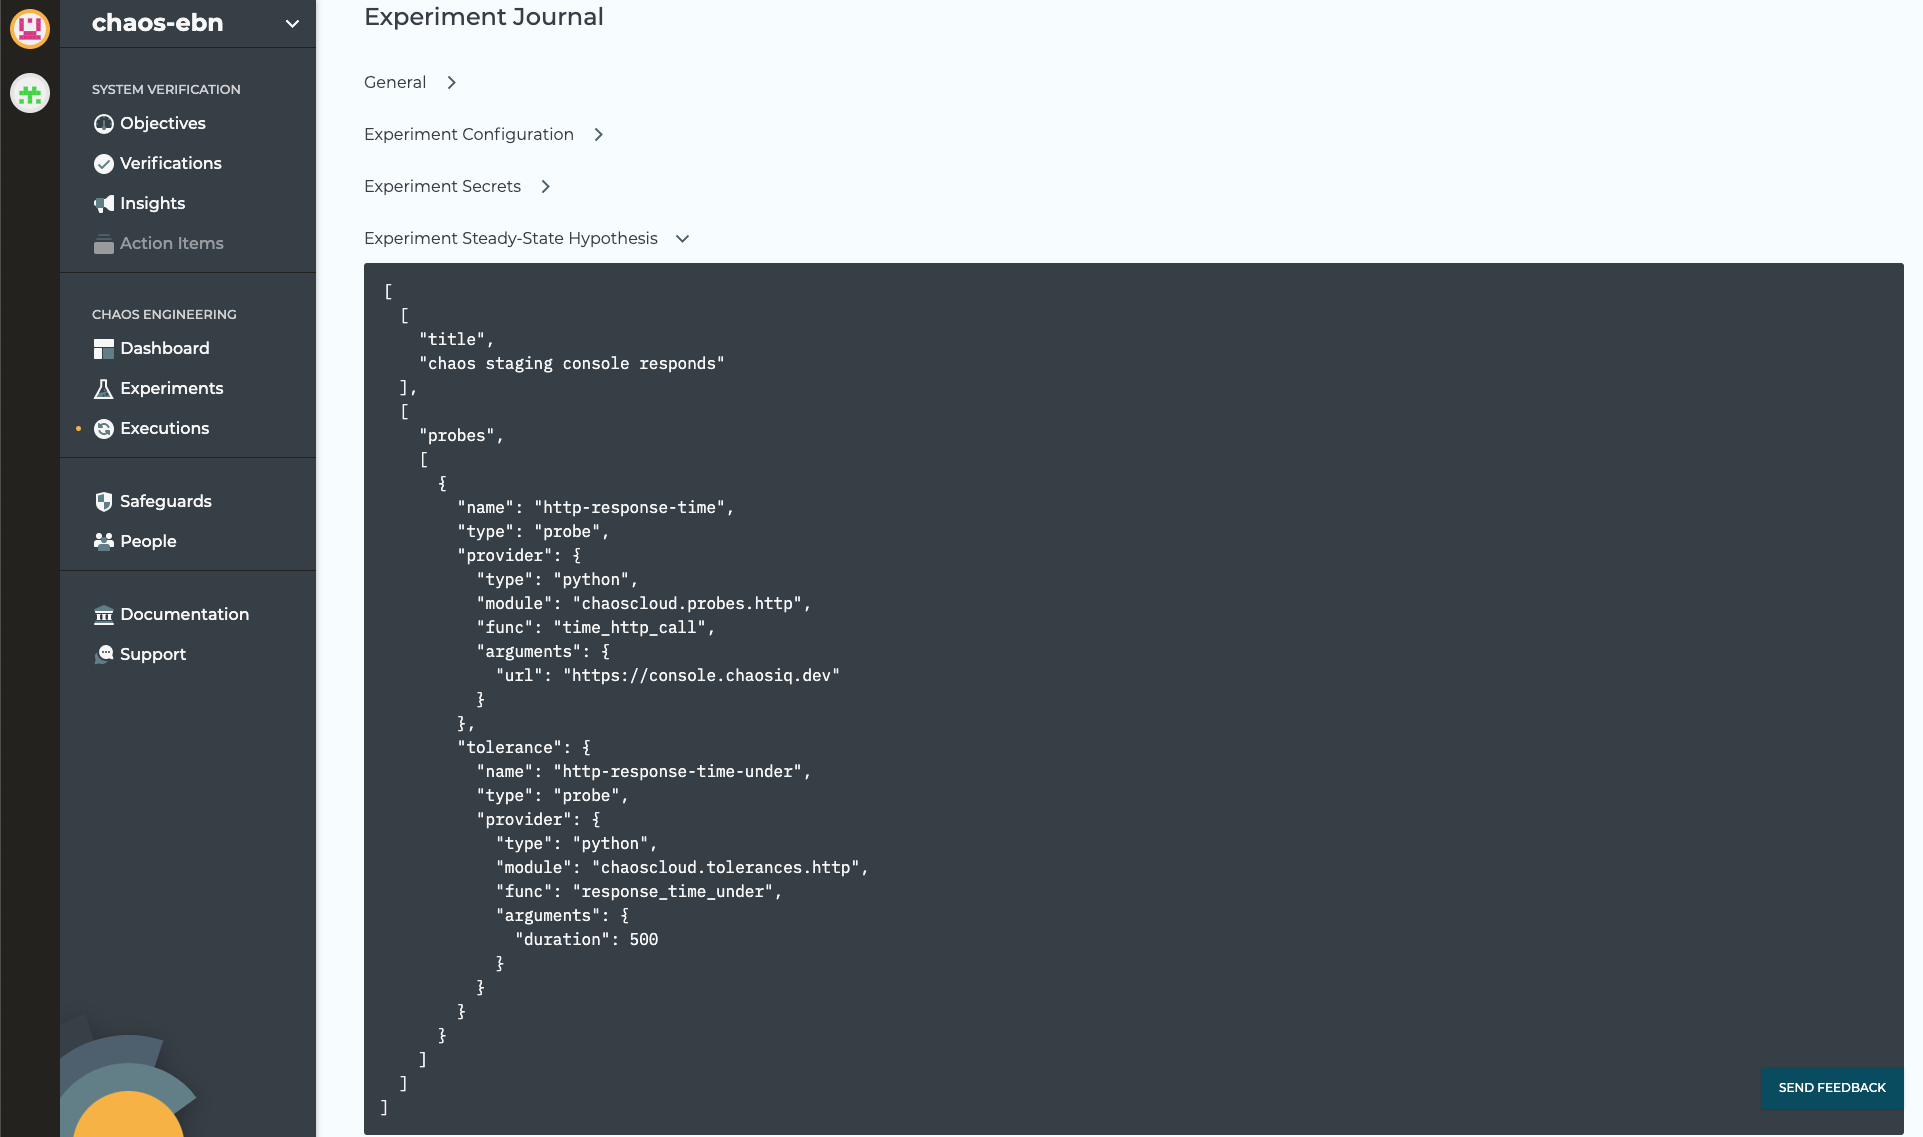 chaos-ebn
SYSTEM VERIFICATION
Objectives
Verifications
Insights
Action Items
CHAOS ENGINEERING
Dashboard
Experiments
Executions
Safeguards
People
Documentation
Support
Experiment Journal
General
Experiment Configuration
Experiment Secrets
Experiment Steady-State Hypothesis
[
  [
    "title",
    "chaos staging console responds"
  ],
  [
    "probes",
    [
      {
        "name": "http-response-time",
        "type": "probe",
        "provider": {
          "type": "python",
          "module": "chaoscloud.probes.http",
          "func": "time_http_call",
          "arguments": {
            "url": "https://console.chaosiq.dev"
          }
        },
        "tolerance": {
          "name": "http-response-time-under",
          "type": "probe",
          "provider": {
            "type": "python",
            "module": "chaoscloud.tolerances.http",
            "func": "response_time_under",
            "arguments": {
              "duration": 500
            }
          }
        }
      }
    ]
  ]
]
SEND FEEDBACK